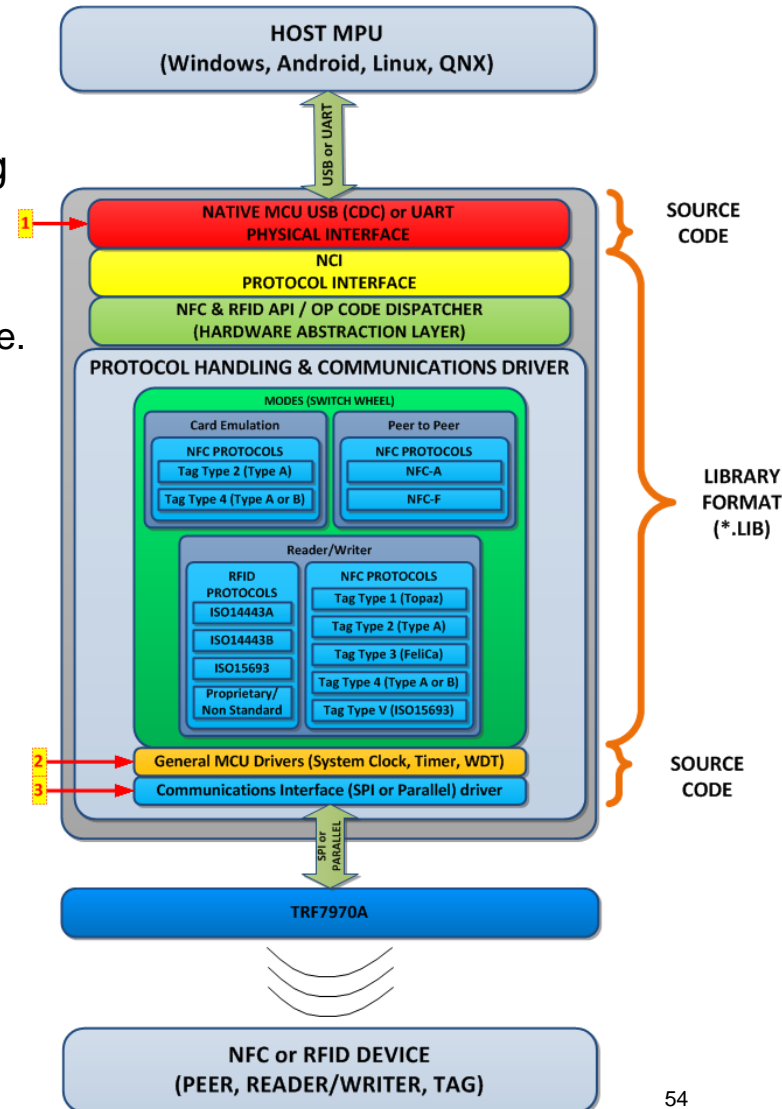 HOST MPU
(Windows, Android, Linux, QNX)
USB or UART
g
e.
1
NATIVE MCU USB (CDC) or UART
PHYSICAL INTERFACE
SOURCE
CODE
NCI
PROTOCOL INTERFACE
NFC & RFID API / OP CODE DISPATCHER
(HARDWARE ABSTRACTION LAYER)
PROTOCOL HANDLING & COMMUNICATIONS DRIVER
MODES (SWITCH WHEEL)
Card Emulation
NFC PROTOCOLS
Tag Type 2 (Type A)
Tag Type 4 (Type A or B)
Peer to Peer
NFC PROTOCOLS
NFC-A
NFC-F
LIBRARY
FORMAT
(*.LIB)
Reader/Writer
RFID
PROTOCOLS
ISO14443A
ISO14443B
ISO15693
Proprietary/
Non Standard
NFC PROTOCOLS
Tag Type 1 (Topaz)
Tag Type 2 (Type A)
Tag Type 3 (FeliCa)
Tag Type 4 (Type A or B)
Tag Type V (ISO15693)
2
General MCU Drivers (System Clock, Timer, WDT)
3
Communications Interface (SPI or Parallel) driver
SOURCE
CODE
SPI or
PARALLEL
TRF7970A
NFC or RFID DEVICE
(PEER, READER/WRITER, TAG)
54